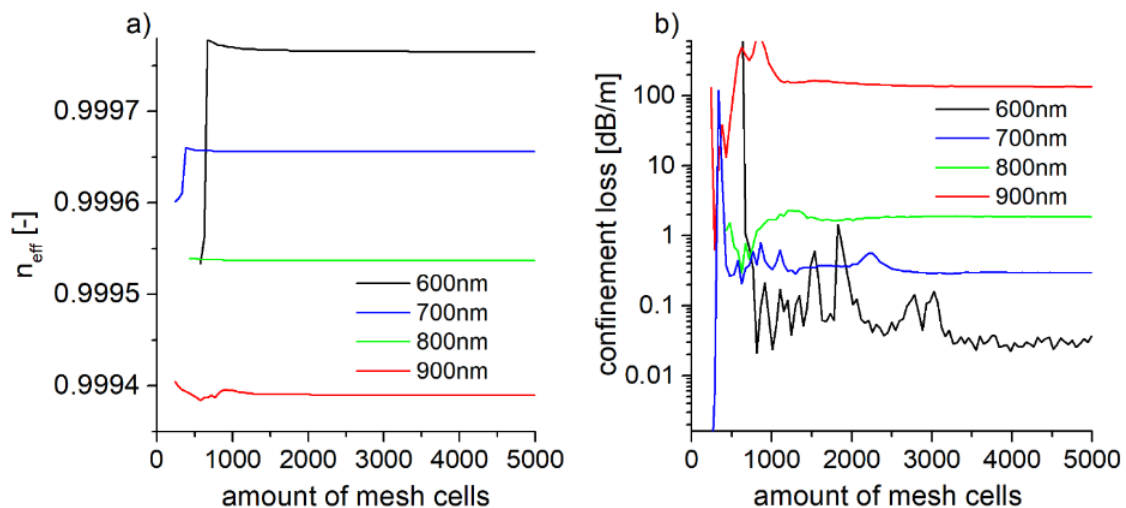 a)
n_eff [-]
0.9997
0.9996
0.9995
0.9994
600nm
700nm
800nm
900nm
0 1000 2000 3000 4000 5000
amount of mesh cells
b)
confinement loss [dB/m]
100
10
1
0.1
0.01
600nm
700nm
800nm
900nm
0 1000 2000 3000 4000 5000
amount of mesh cells